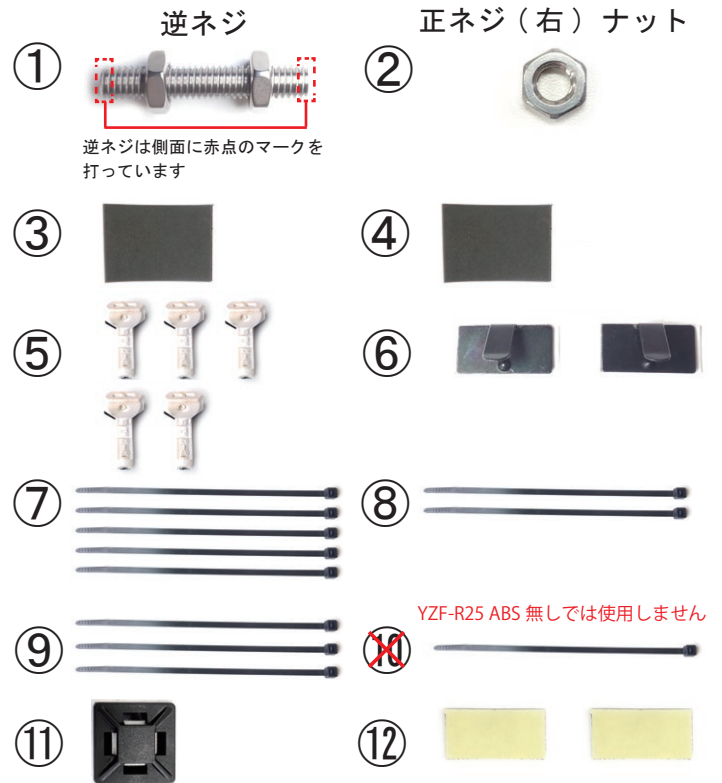 逆ネジ
正ネジ ( 右 ) ナット
①
②
逆ネジは側面に赤点のマークを
打っています
③
④
⑤
⑥
⑦
⑧
YZF-R25 ABS 無しでは使用しません
⑨
⑩
⑪
⑫